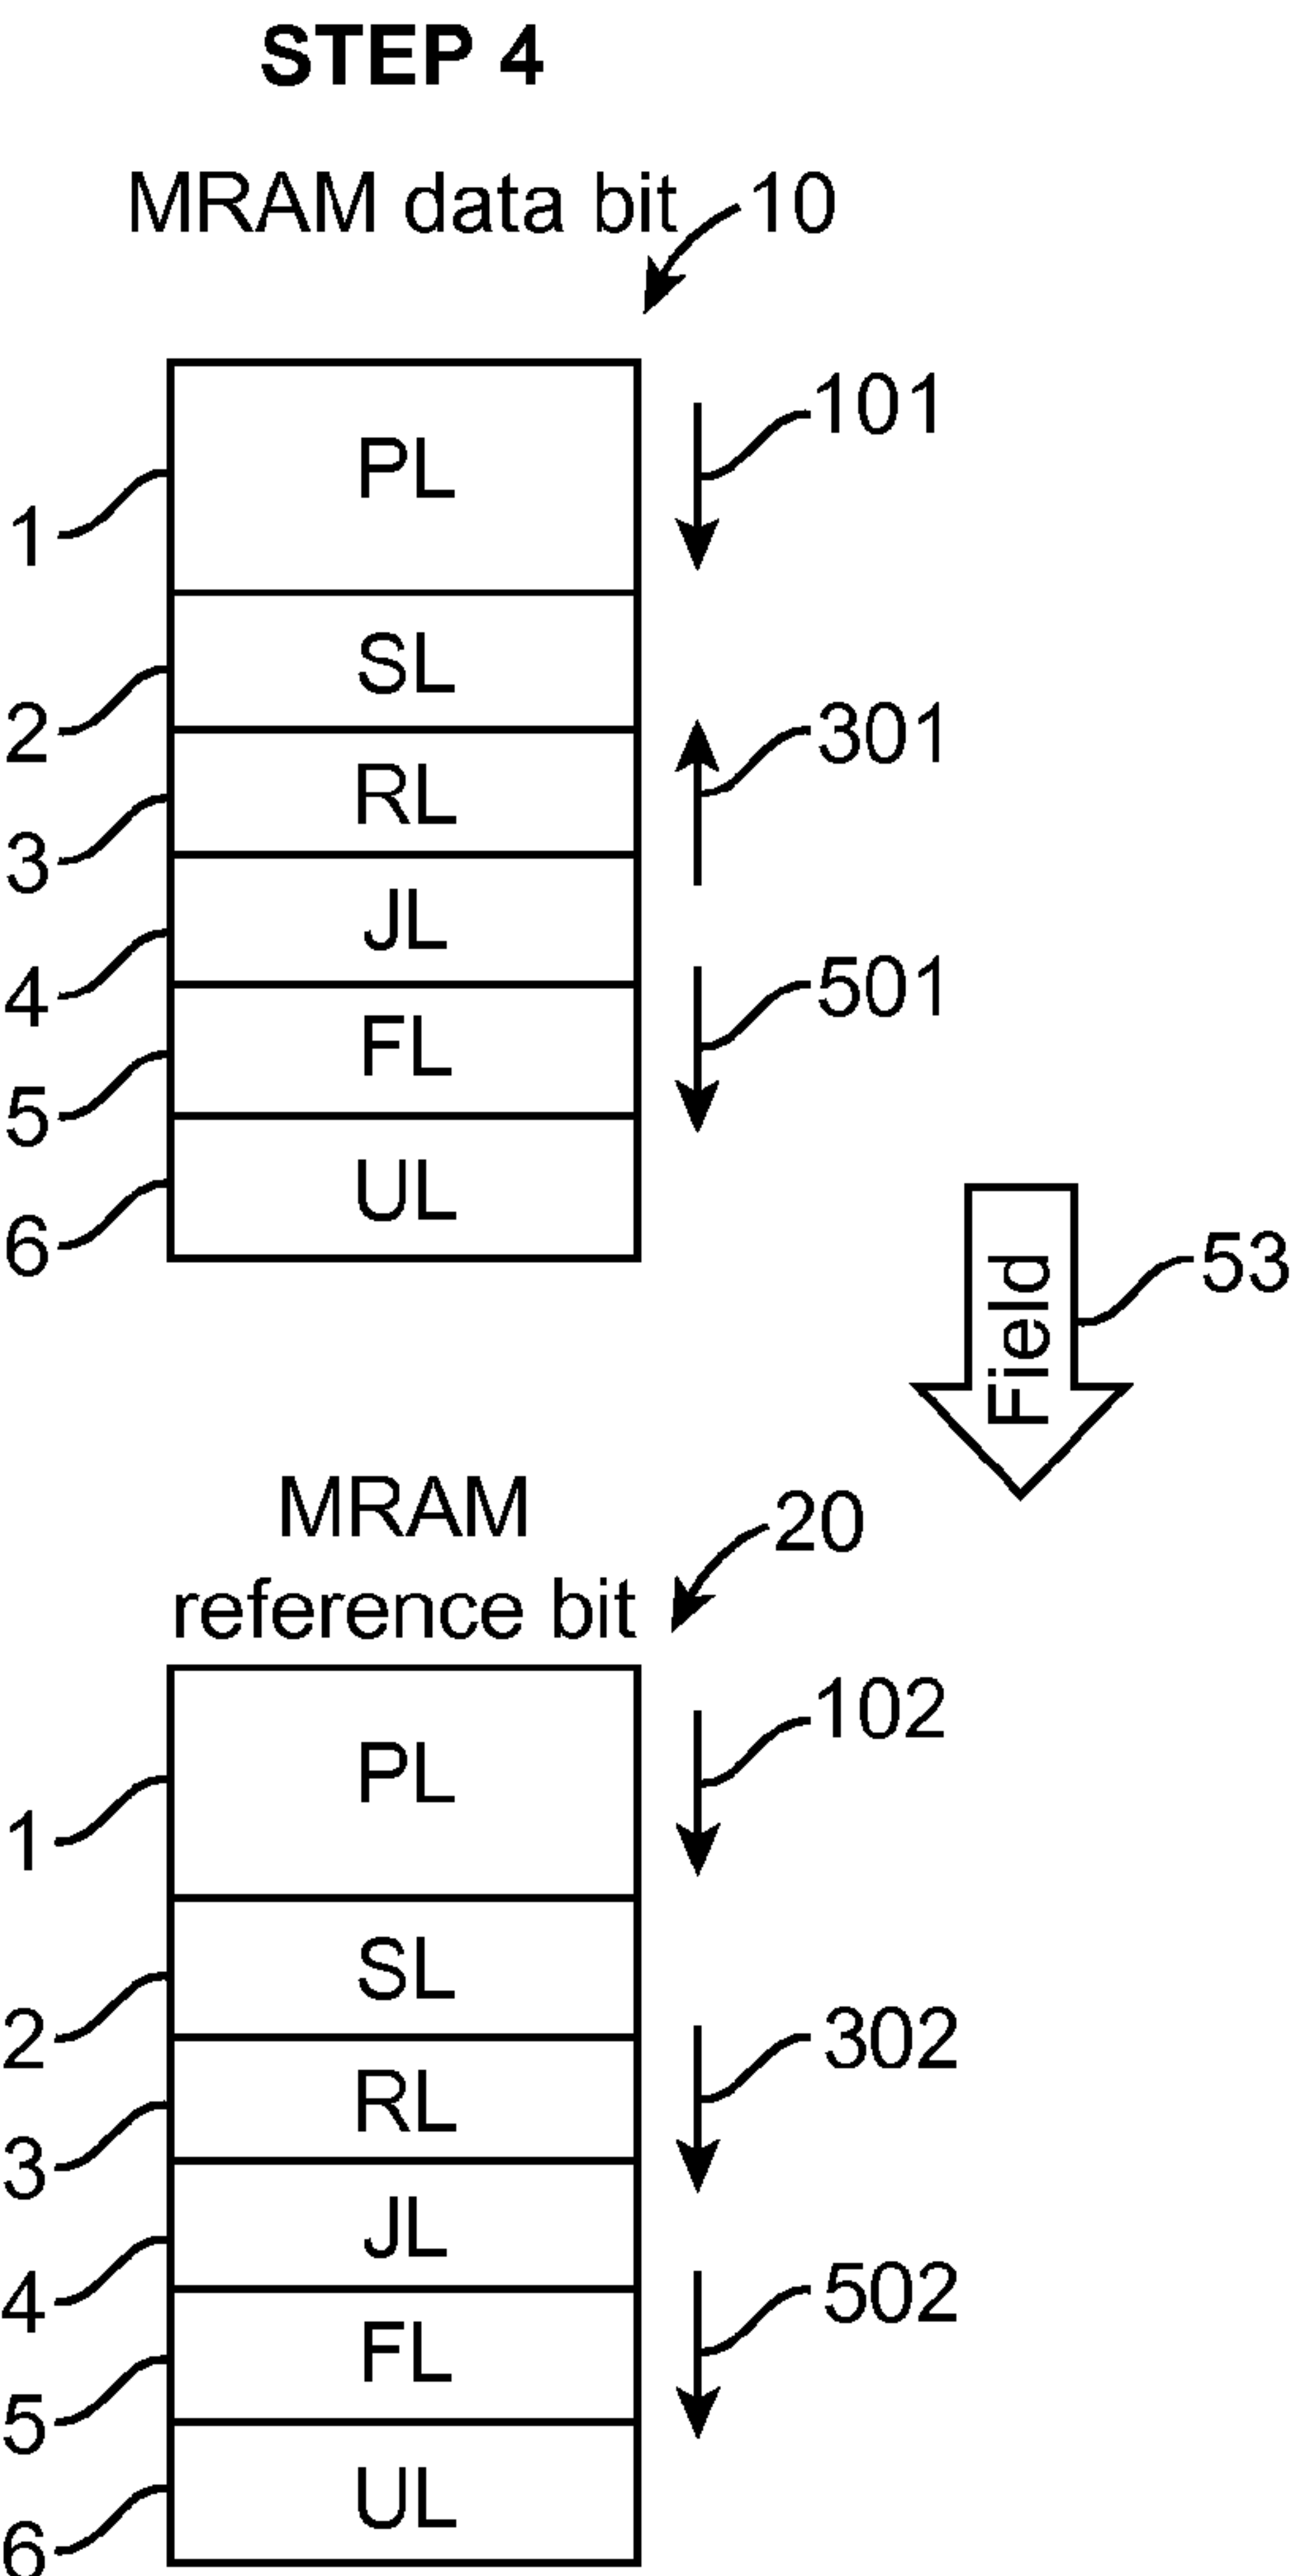 STEP 4
MRAM data bit 10
PL
101
1
SL
2
301
RL
3
JL
4
501
FL
5
UL
6
Field
53
MRAM
reference bit
20
PL
102
1
SL
2
302
RL
3
JL
4
502
FL
5
UL
6